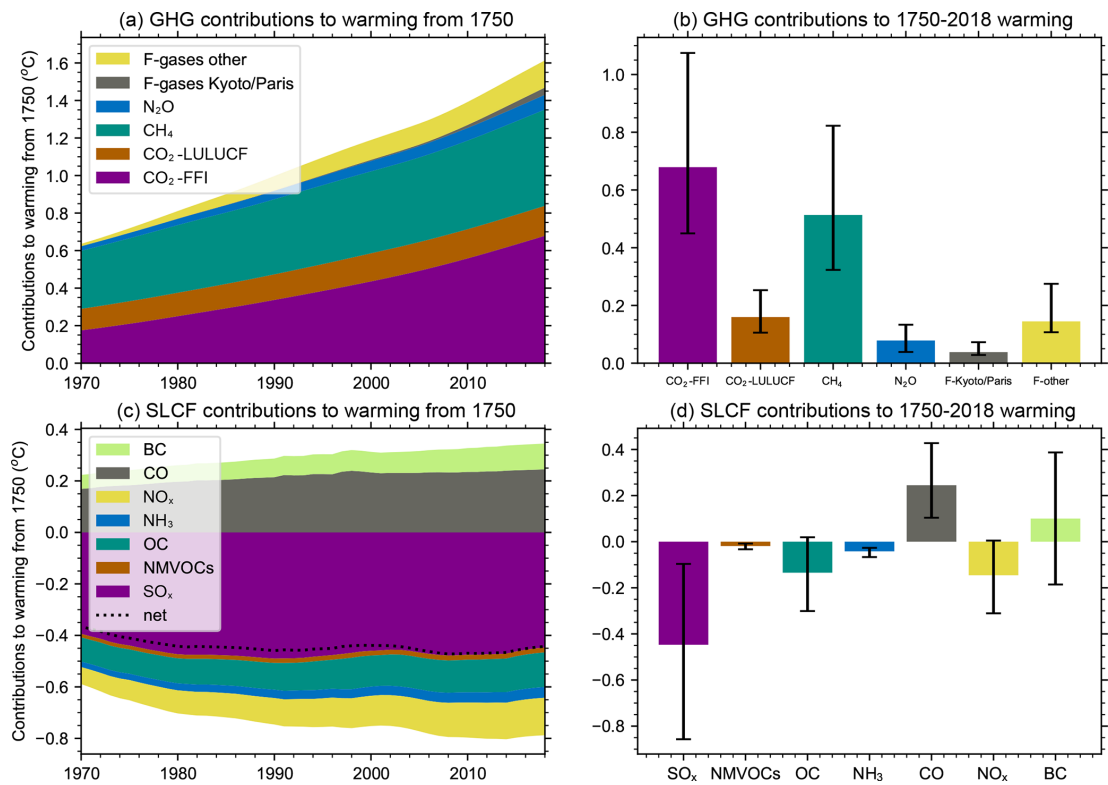 (a) GHG contributions to warming from 1750
Contributions to warming from 1750 (°C)
1.6
1.4
1.2
1.0
0.8
0.6
0.4
0.2
0.0
F-gases other
F-gases Kyoto/Paris
N₂O
CH₄
CO₂-LULUCF
CO₂-FFI
1970 1980 1990 2000 2010
(b) GHG contributions to 1750-2018 warming
1.0
0.8
0.6
0.4
0.2
0.0
CO₂-FFI CO₂-LULUCF CH₄ N₂O F-Kyoto/Paris F-other
(c) SLCF contributions to warming from 1750
Contributions to warming from 1750 (°C)
0.4
0.2
0.0
−0.2
−0.4
−0.6
−0.8
BC
CO
NOₓ
NH₃
OC
NMVOCs
SOₓ
net
1970 1980 1990 2000 2010
(d) SLCF contributions to 1750-2018 warming
0.4
0.2
0.0
−0.2
−0.4
−0.6
−0.8
SOₓ NMVOCs OC NH₃ CO NOₓ BC